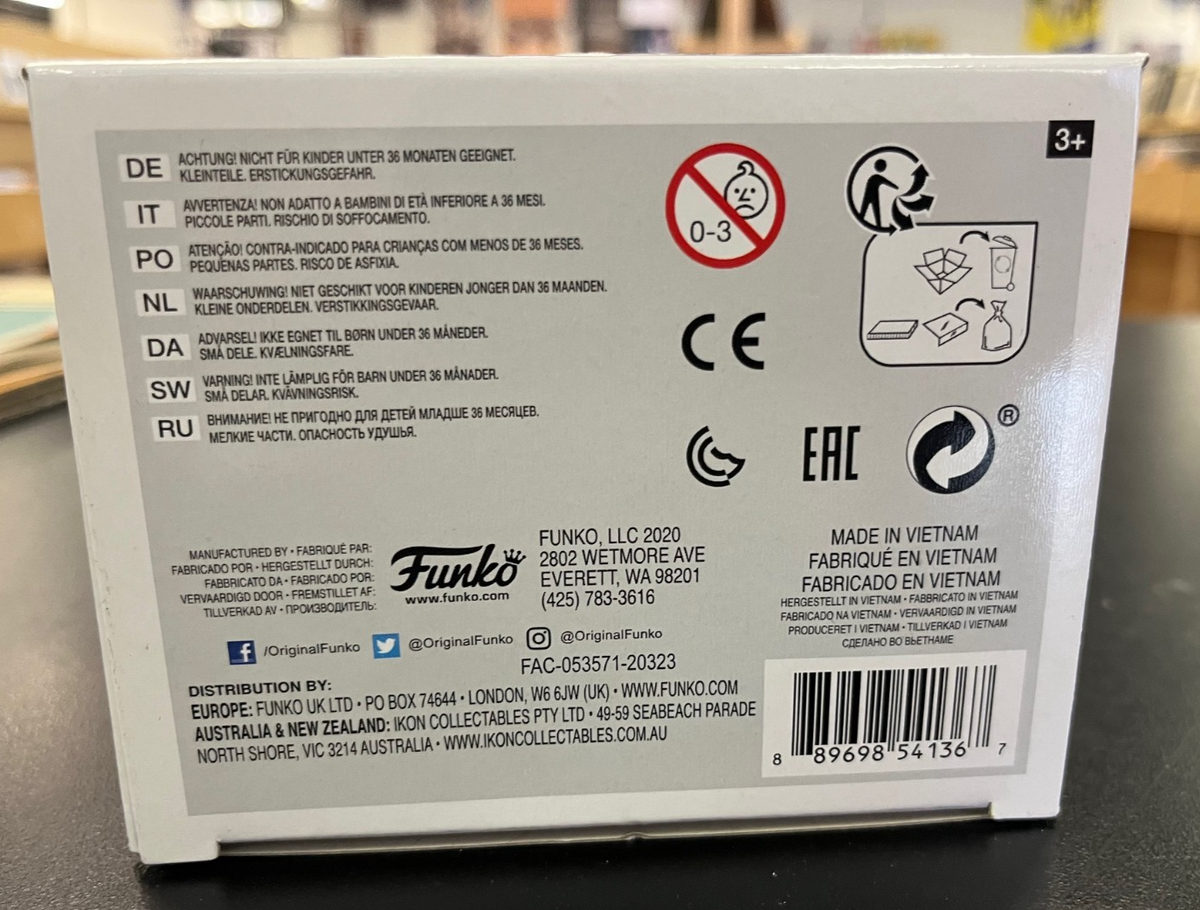 3+
DE
ACHTUNG! NICHT FÜR KINDER UNTER 36 MONATEN GEEIGNET.
KLEINTEILE. ERSTICKUNGSGEFAHR.
IT
AVVERTENZA! NON ADATTO A BAMBINI DI ETÀ INFERIORE A 36 MESI.
PICCOLE PARTI. RISCHIO DI SOFFOCAMENTO.
PO
ATENÇÃO! CONTRA-INDICADO PARA CRIANÇAS COM MENOS DE 36 MESES.
PEQUENAS PARTES. RISCO DE ASFIXIA.
NL
WAARSCHUWING! NIET GESCHIKT VOOR KINDEREN JONGER DAN 36 MAANDEN.
KLEINE ONDERDELEN. VERSTIKKINGSGEVAAR.
DA
ADVARSEL! IKKE EGNET TIL BØRN UNDER 36 MÅNEDER.
SMÅ DELE. KVÆLNINGSFARE.
SW
VARNING! INTE LÄMPLIG FÖR BARN UNDER 36 MÅNADER.
SMÅ DELAR. KVÄVNINGSRISK.
RU
ВНИМАНИЕ! НЕ ПРИГОДНО ДЛЯ ДЕТЕЙ МЛАДШЕ 36 МЕСЯЦЕВ.
МЕЛКИЕ ЧАСТИ. ОПАСНОСТЬ УДУШЬЯ.
0-3
CE
EAC
®
MANUFACTURED BY • FABRIQUÉ PAR:
FABRICADO POR • HERGESTELLT DURCH:
FABBRICATO DA • FABRICADO POR:
VERVAARDIGD DOOR • FREMSTILLET AF:
TILLVERKAD AV • ПРОИЗВОДИТЕЛЬ:
Funko
www.funko.com
FUNKO, LLC 2020
2802 WETMORE AVE
EVERETT, WA 98201
(425) 783-3616
MADE IN VIETNAM
FABRIQUÉ EN VIETNAM
FABRICADO EN VIETNAM
HERGESTELLT IN VIETNAM • FABBRICATO IN VIETNAM
FABRICADO NA VIETNAM • VERVAARDIGD IN VIETNAM
PRODUCERET I VIETNAM • TILLVERKAD I VIETNAM
СДЕЛАНО ВО ВЬЕТНАМЕ
/OriginalFunko @OriginalFunko @OriginalFunko
FAC-053571-20323
DISTRIBUTION BY:
EUROPE: FUNKO UK LTD • PO BOX 74644 • LONDON, W6 6JW (UK) • WWW.FUNKO.COM
AUSTRALIA & NEW ZEALAND: IKON COLLECTABLES PTY LTD • 49-59 SEABEACH PARADE
NORTH SHORE, VIC 3214 AUSTRALIA • WWW.IKONCOLLECTABLES.COM.AU
8 89698 54136 7